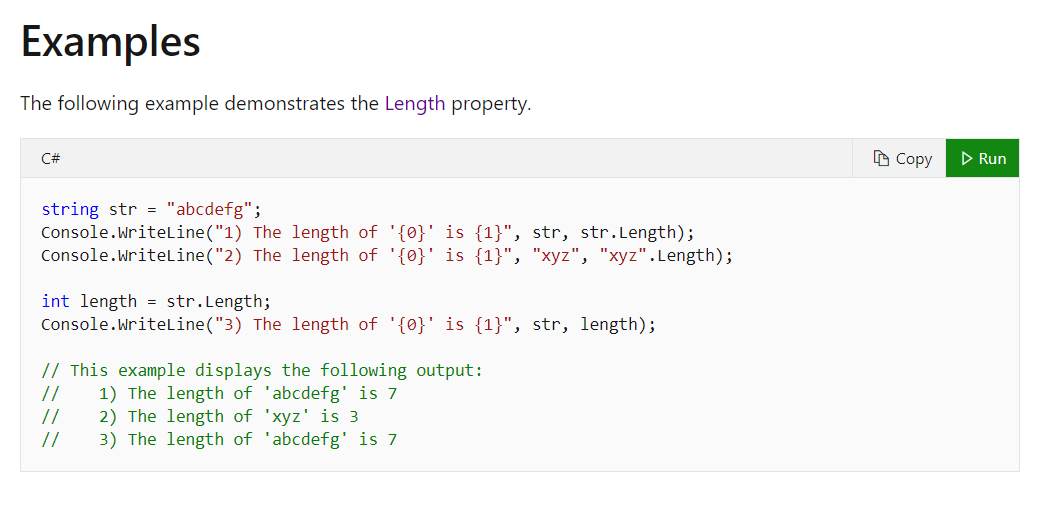 Examples
The following example demonstrates the Length property.
C#
Copy
Run
string str = "abcdefg";
Console.WriteLine("1) The length of '{0}' is {1}", str, str.Length);
Console.WriteLine("2) The length of '{0}' is {1}", "xyz", "xyz".Length);
int length = str.Length;
Console.WriteLine("3) The length of '{0}' is {1}", str, length);
// This example displays the following output:
//    1) The length of 'abcdefg' is 7
//    2) The length of 'xyz' is 3
//    3) The length of 'abcdefg' is 7